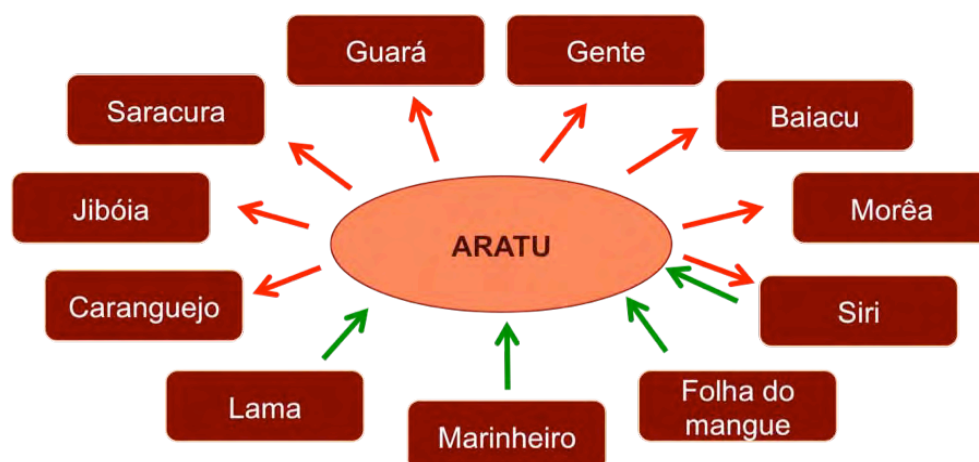 Guará
Gente
Saracura
Baiacu
Jibóia
Morêa
ARATU
Caranguejo
Siri
Lama
Marinheiro
Folha do
mangue